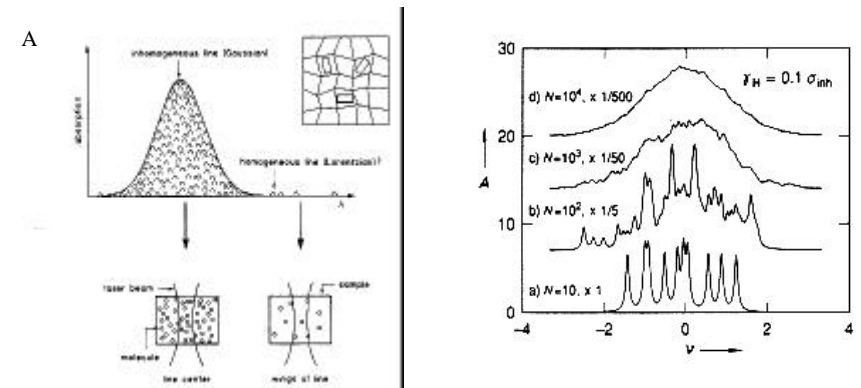 A
inhomogeneous line (Gaussian)
absorption
homogeneous line (Lorentzian)?
λ
laser beam
sample
molecule
line center
wings of line
30
20
10
0
A
γH = 0.1 σinh
d) N=10⁴, x 1/500
c) N=10³, x 1/50
b) N=10², x 1/5
a) N=10, x 1
−4
−2
0
2
4
ν